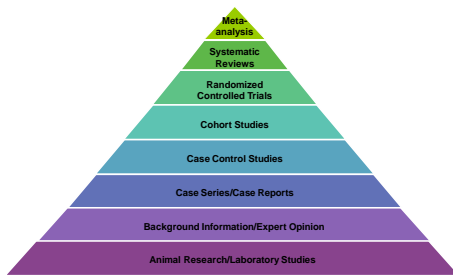 Meta-
analysis
Systematic
Reviews
Randomized
Controlled Trials
Cohort Studies
Case Control Studies
Case Series/Case Reports
Background Information/Expert Opinion
Animal Research/Laboratory Studies